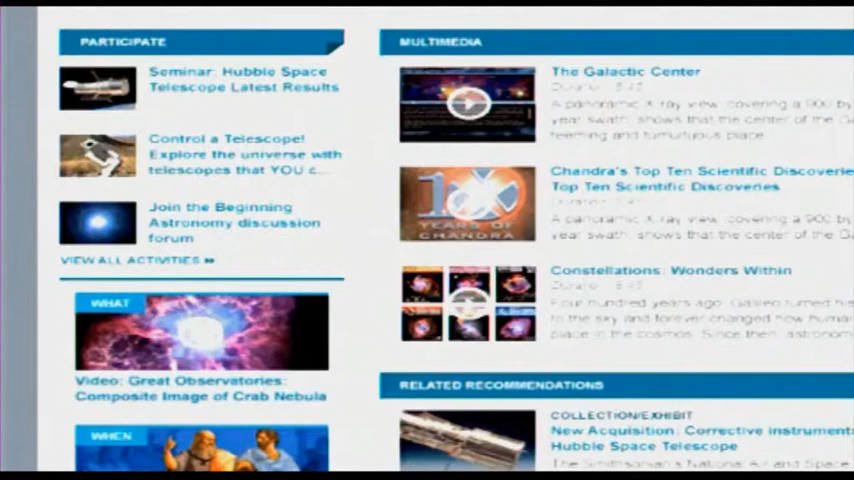 PARTICIPATE
Seminar: Hubble Space
Telescope Latest Results
Control a Telescope!
Explore the universe with
telescopes that YOU c...
Join the Beginning
Astronomy discussion
forum
VIEW ALL ACTIVITIES
WHAT
Video: Great Observatories:
Composite Image of Crab Nebula
WHEN
MULTIMEDIA
The Galactic Center
A panoramic X ray view, covering a 900 by
year swath, shows that the center of the Ga
teeming and tumultuous place.
10
YEARS OF
CHANDRA
Chandra's Top Ten Scientific Discoverie
Top Ten Scientific Discoveries
A panoramic X ray view, covering a 900 by
year swath, shows that the center of the Ga
Constellations: Wonders Within
Four hundred years ago, Galileo turned his
to the sky and forever changed how human
place in the cosmos. Since then, astronomo
RELATED RECOMMENDATIONS
COLLECTION/EXHIBIT
New Acquisition: Corrective Instruments
Hubble Space Telescope
The Smithsonian's National Air and Space